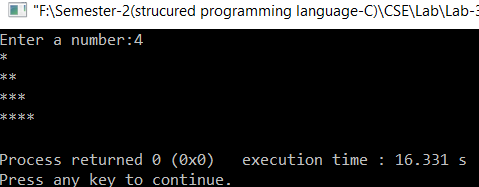 "F:\Semester-2(strucured programming language-C)\CSE\Lab\Lab-3
Enter a number:4
*
**
***
****
Process returned 0 (0x0)   execution time : 16.331 s
Press any key to continue.